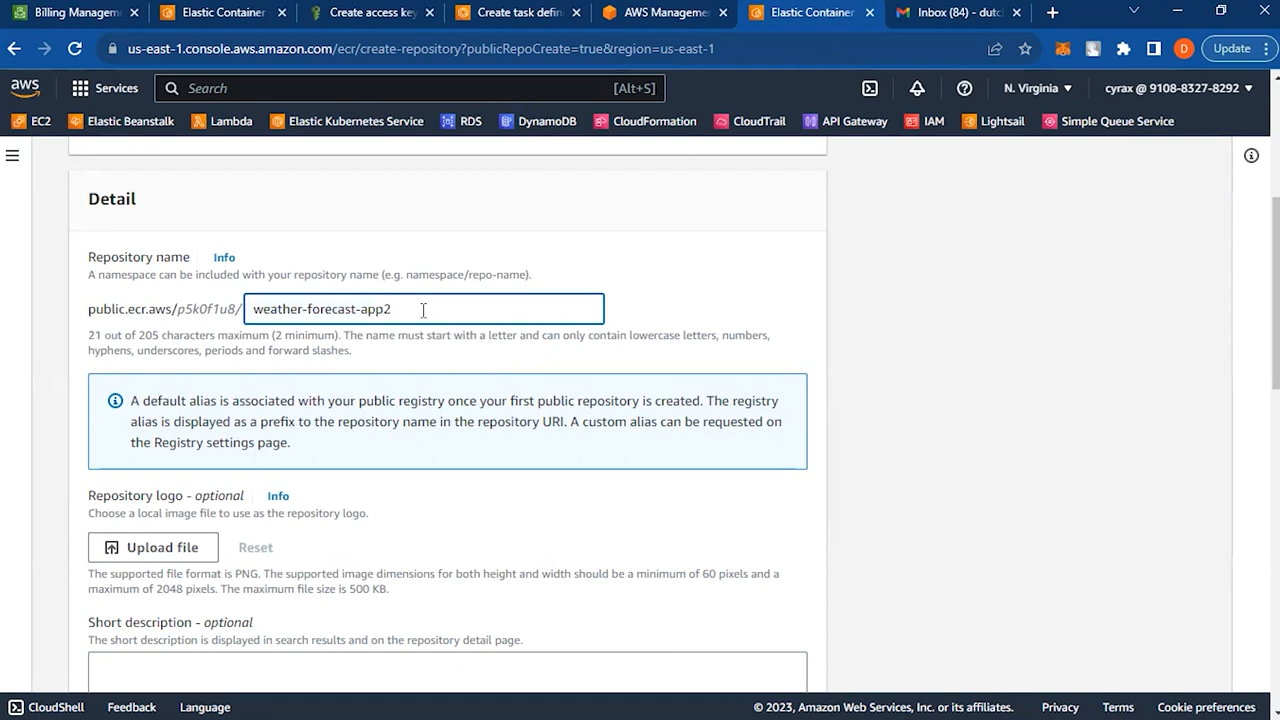 Billing Managem
Elastic Container
Create access key
Create task defin
AWS Managemen
Elastic Container
Inbox (84) - dutch
us-east-1.console.aws.amazon.com/ecr/create-repository?publicRepoCreate=true&region=us-east-1
D
Update
aws
Services
Search
[Alt+S]
N. Virginia
cyrax @ 9108-8327-8292
EC2
Elastic Beanstalk
Lambda
Elastic Kubernetes Service
RDS
DynamoDB
CloudFormation
CloudTrail
API Gateway
IAM
Lightsail
Simple Queue Service
Detail
Repository name
Info
A namespace can be included with your repository name (e.g. namespace/repo-name).
public.ecr.aws/p5k0f1u8/
weather-forecast-app2
21 out of 205 characters maximum (2 minimum). The name must start with a letter and can only contain lowercase letters, numbers,
hyphens, underscores, periods and forward slashes.
A default alias is associated with your public registry once your first public repository is created. The registry
alias is displayed as a prefix to the repository name in the repository URI. A custom alias can be requested on
the Registry settings page.
Repository logo - optional
Info
Choose a local image file to use as the repository logo.
Upload file
Reset
The supported file format is PNG. The supported image dimensions for both height and width should be a minimum of 60 pixels and a
maximum of 2048 pixels. The maximum file size is 500 KB.
Short description - optional
The short description is displayed in search results and on the repository detail page.
CloudShell
Feedback
Language
© 2023, Amazon Web Services, Inc. or its affiliates.
Privacy
Terms
Cookie preferences